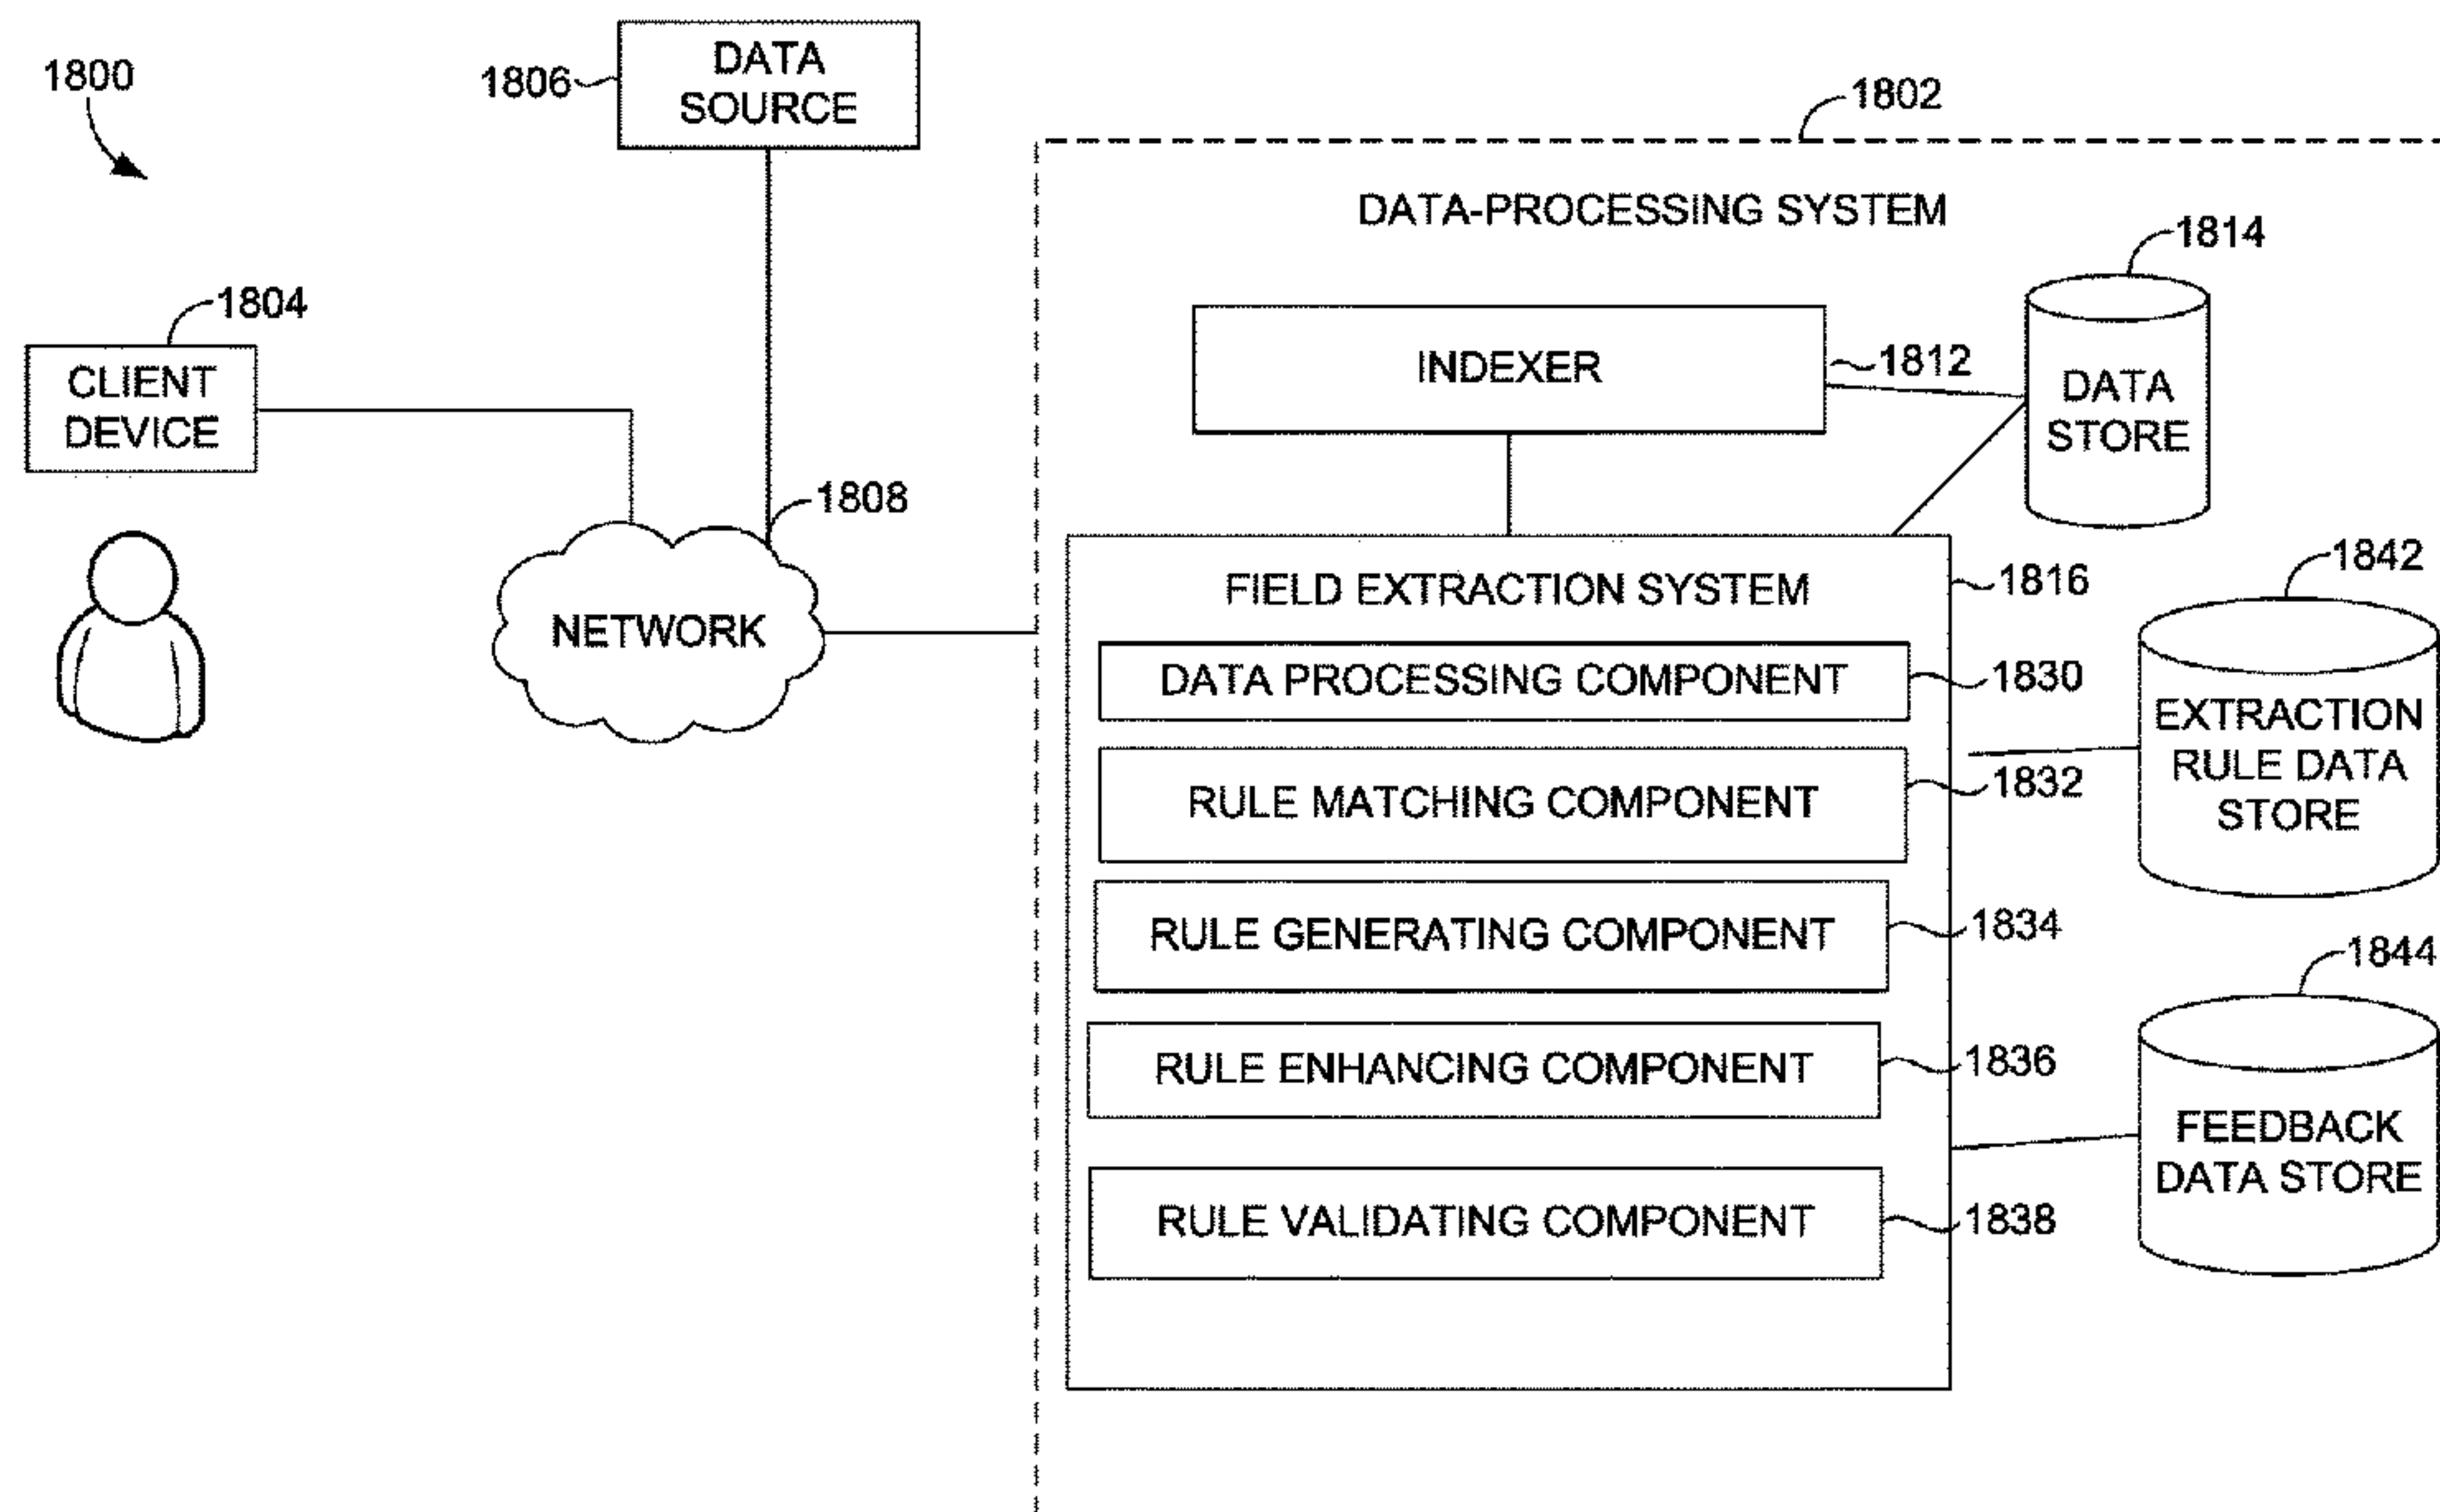 1800
1806
DATA
SOURCE
1802
DATA-PROCESSING SYSTEM
1814
1804
CLIENT
DEVICE
INDEXER
1812
DATA
STORE
1808
NETWORK
1842
FIELD EXTRACTION SYSTEM
1816
DATA PROCESSING COMPONENT
1830
EXTRACTION
RULE DATA
STORE
RULE MATCHING COMPONENT
1832
RULE GENERATING COMPONENT
1834
1844
RULE ENHANCING COMPONENT
1836
FEEDBACK
DATA STORE
RULE VALIDATING COMPONENT
1838